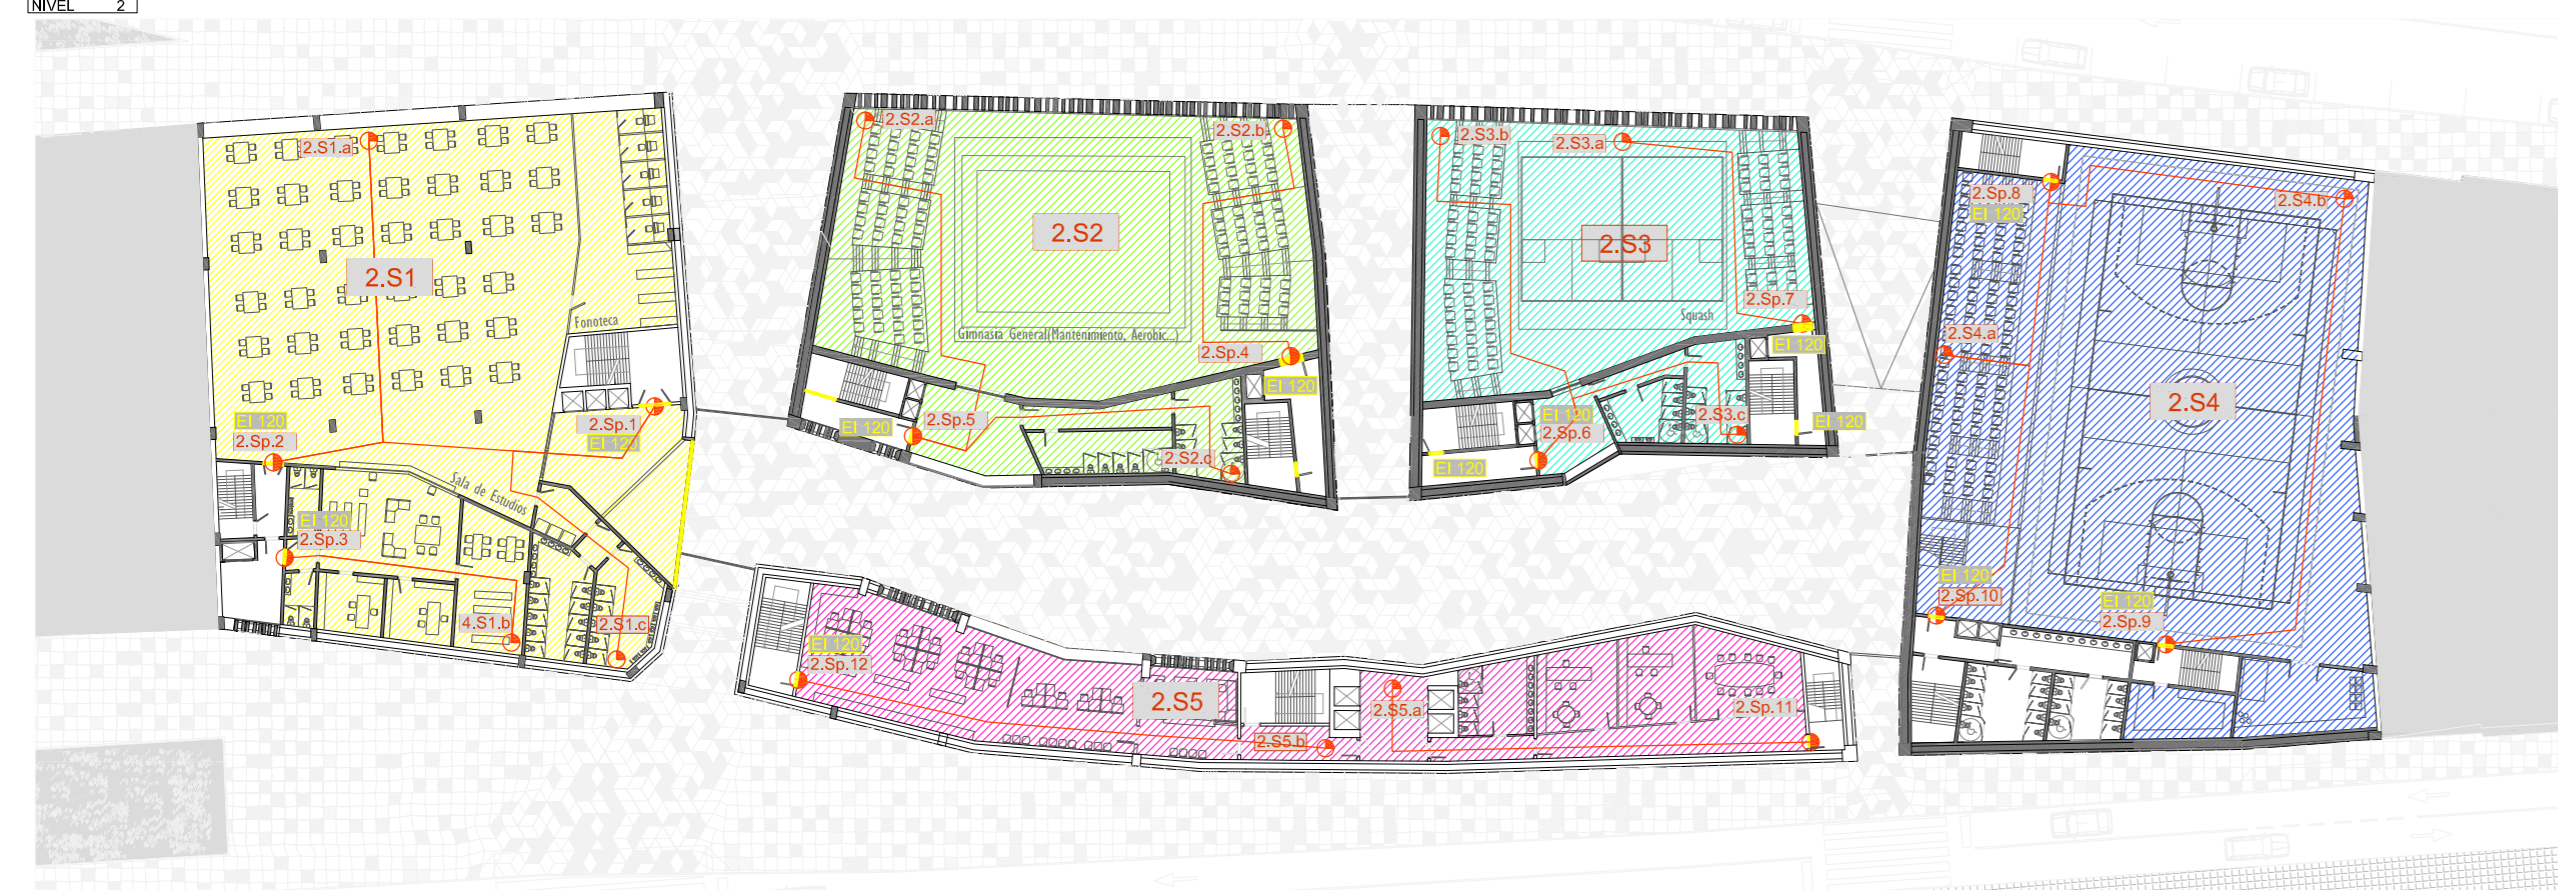 NIVEL 2
2.S1.a
2.S1
Fonoteca
2.Sp.1
EI 120
EI 120
2.Sp.2
Sala de Estudios
EI 120
2.Sp.3
4.S1.b
2.S1.c
2.S2.a
2.S2.b
2.S2
Gimnasia General(Mantenimiento, Aerobic...)
2.Sp.4
EI 120
2.Sp.5
EI 120
2.S2.c
2.S3.b
2.S3.a
2.S3
2.Sp.7
Squash
EI 120
EI 120
2.Sp.6
2.S3.c
EI 120
EI 120
2.Sp.8
EI 120
2.S4.b
2.S4.a
2.S4
EI 120
2.Sp.10
EI 120
2.Sp.9
EI 120
2.Sp.12
2.S5
2.S5.b
2.S5.a
2.Sp.11